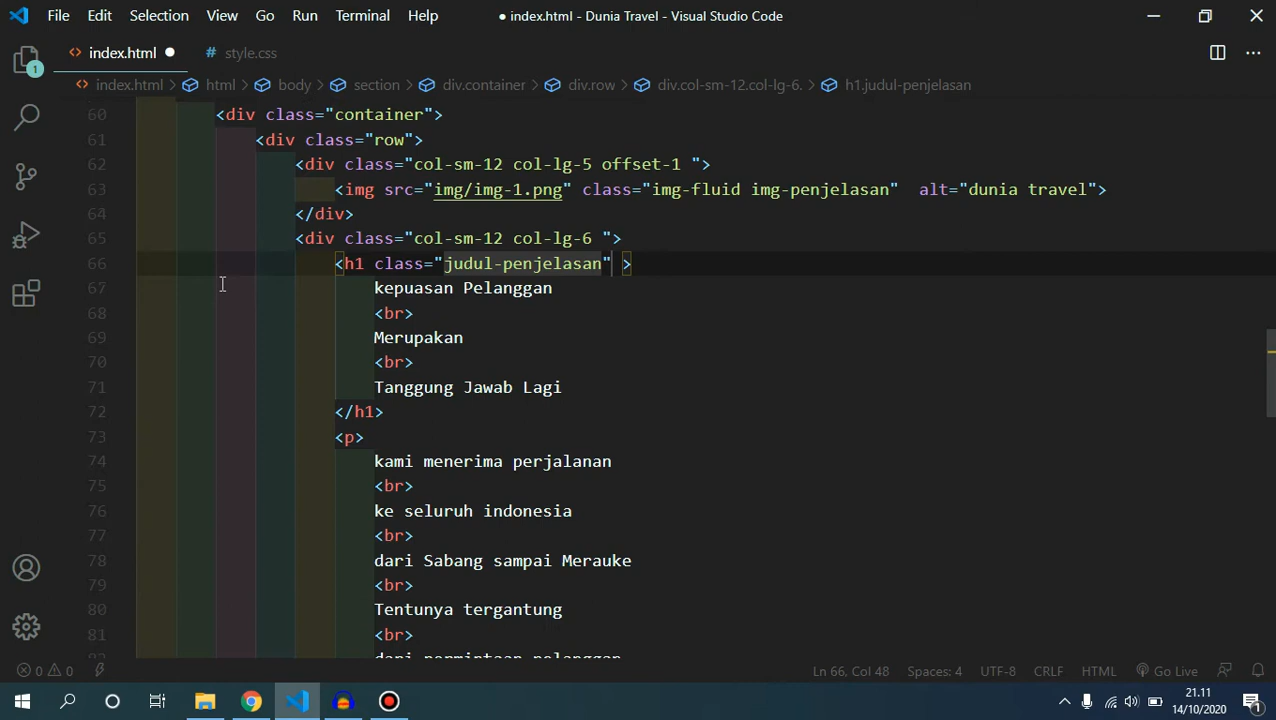 File Edit Selection View Go Run Terminal Help ● index.html - Dunia Travel - Visual Studio Code
<> index.html ● # style.css
<> index.html > html > body > section > div.container > div.row > div.col-sm-12.col-lg-6. > h1.judul-penjelasan
60 <div class="container">
61 <div class="row">
62 <div class="col-sm-12 col-lg-5 offset-1 ">
63 <img src="img/img-1.png" class="img-fluid img-penjelasan"  alt="dunia travel">
64 </div>
65 <div class="col-sm-12 col-lg-6 ">
66 <h1 class="judul-penjelasan" >
67 kepuasan Pelanggan
68 <br>
69 Merupakan
70 <br>
71 Tanggung Jawab Lagi
72 </h1>
73 <p>
74 kami menerima perjalanan
75 <br>
76 ke seluruh indonesia
77 <br>
78 dari Sabang sampai Merauke
79 <br>
80 Tentunya tergantung
81 <br>
dari permintaan pelanggan
1
0 0 Ln 66, Col 48 Spaces: 4 UTF-8 CRLF HTML Go Live
21.11
14/10/2020
1